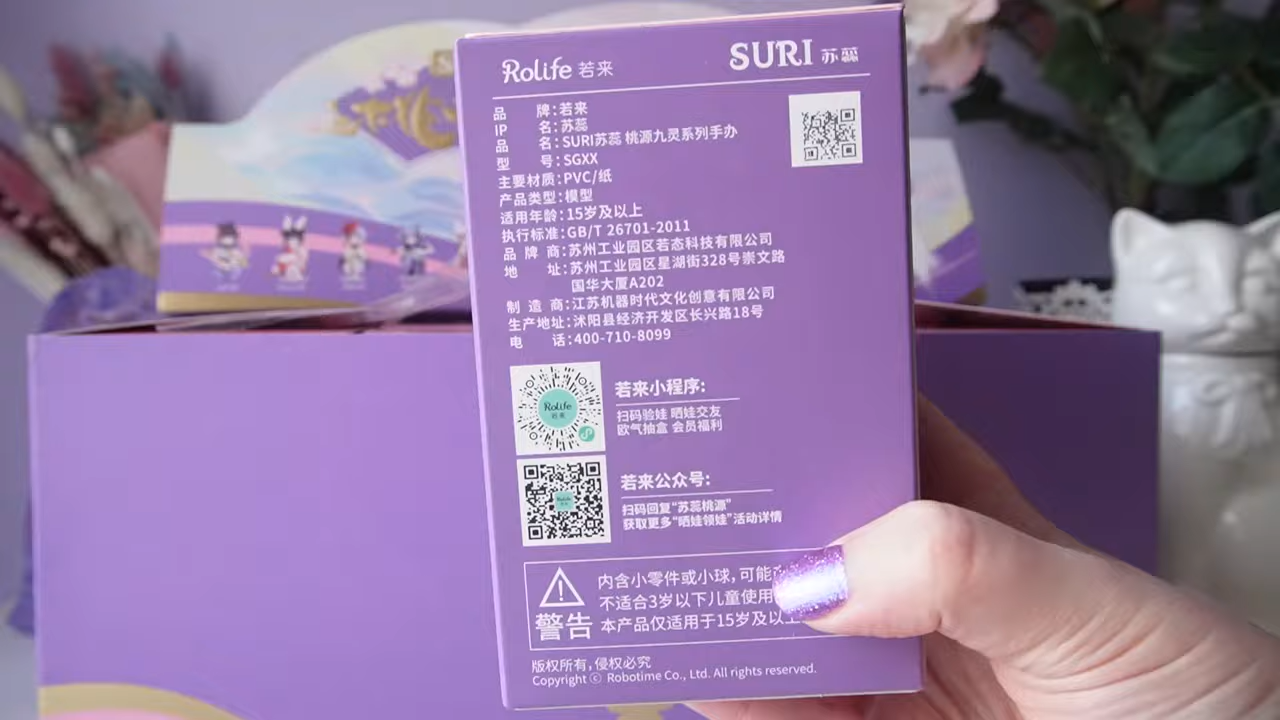 Rolife 若来
SURI 苏蕊
品 牌:若来
IP 名:苏蕊
品 名:SURI苏蕊 桃源九灵系列手办
型 号:SGXX
主要材质:PVC/纸
产品类型:模型
适用年龄:15岁及以上
执行标准:GB/T 26701-2011
品 牌 商:苏州工业园区若态科技有限公司
地 址:苏州工业园区星湖街328号崇文路
国华大厦A202
制 造 商:江苏机器时代文化创意有限公司
生产地址:沭阳县经济开发区长兴路18号
电 话:400-710-8099
Rolife
若来
若来小程序:
扫码验娃 晒娃交友
欧气抽盒 会员福利
若来公众号:
扫码回复“苏蕊桃源”
获取更多“晒娃领娃”活动详情
警告
内含小零件或小球,可能
不适合3岁以下儿童使用
本产品仅适用于15岁及以上
版权所有,侵权必究
Copyright © Robotime Co., Ltd. All rights reserved.